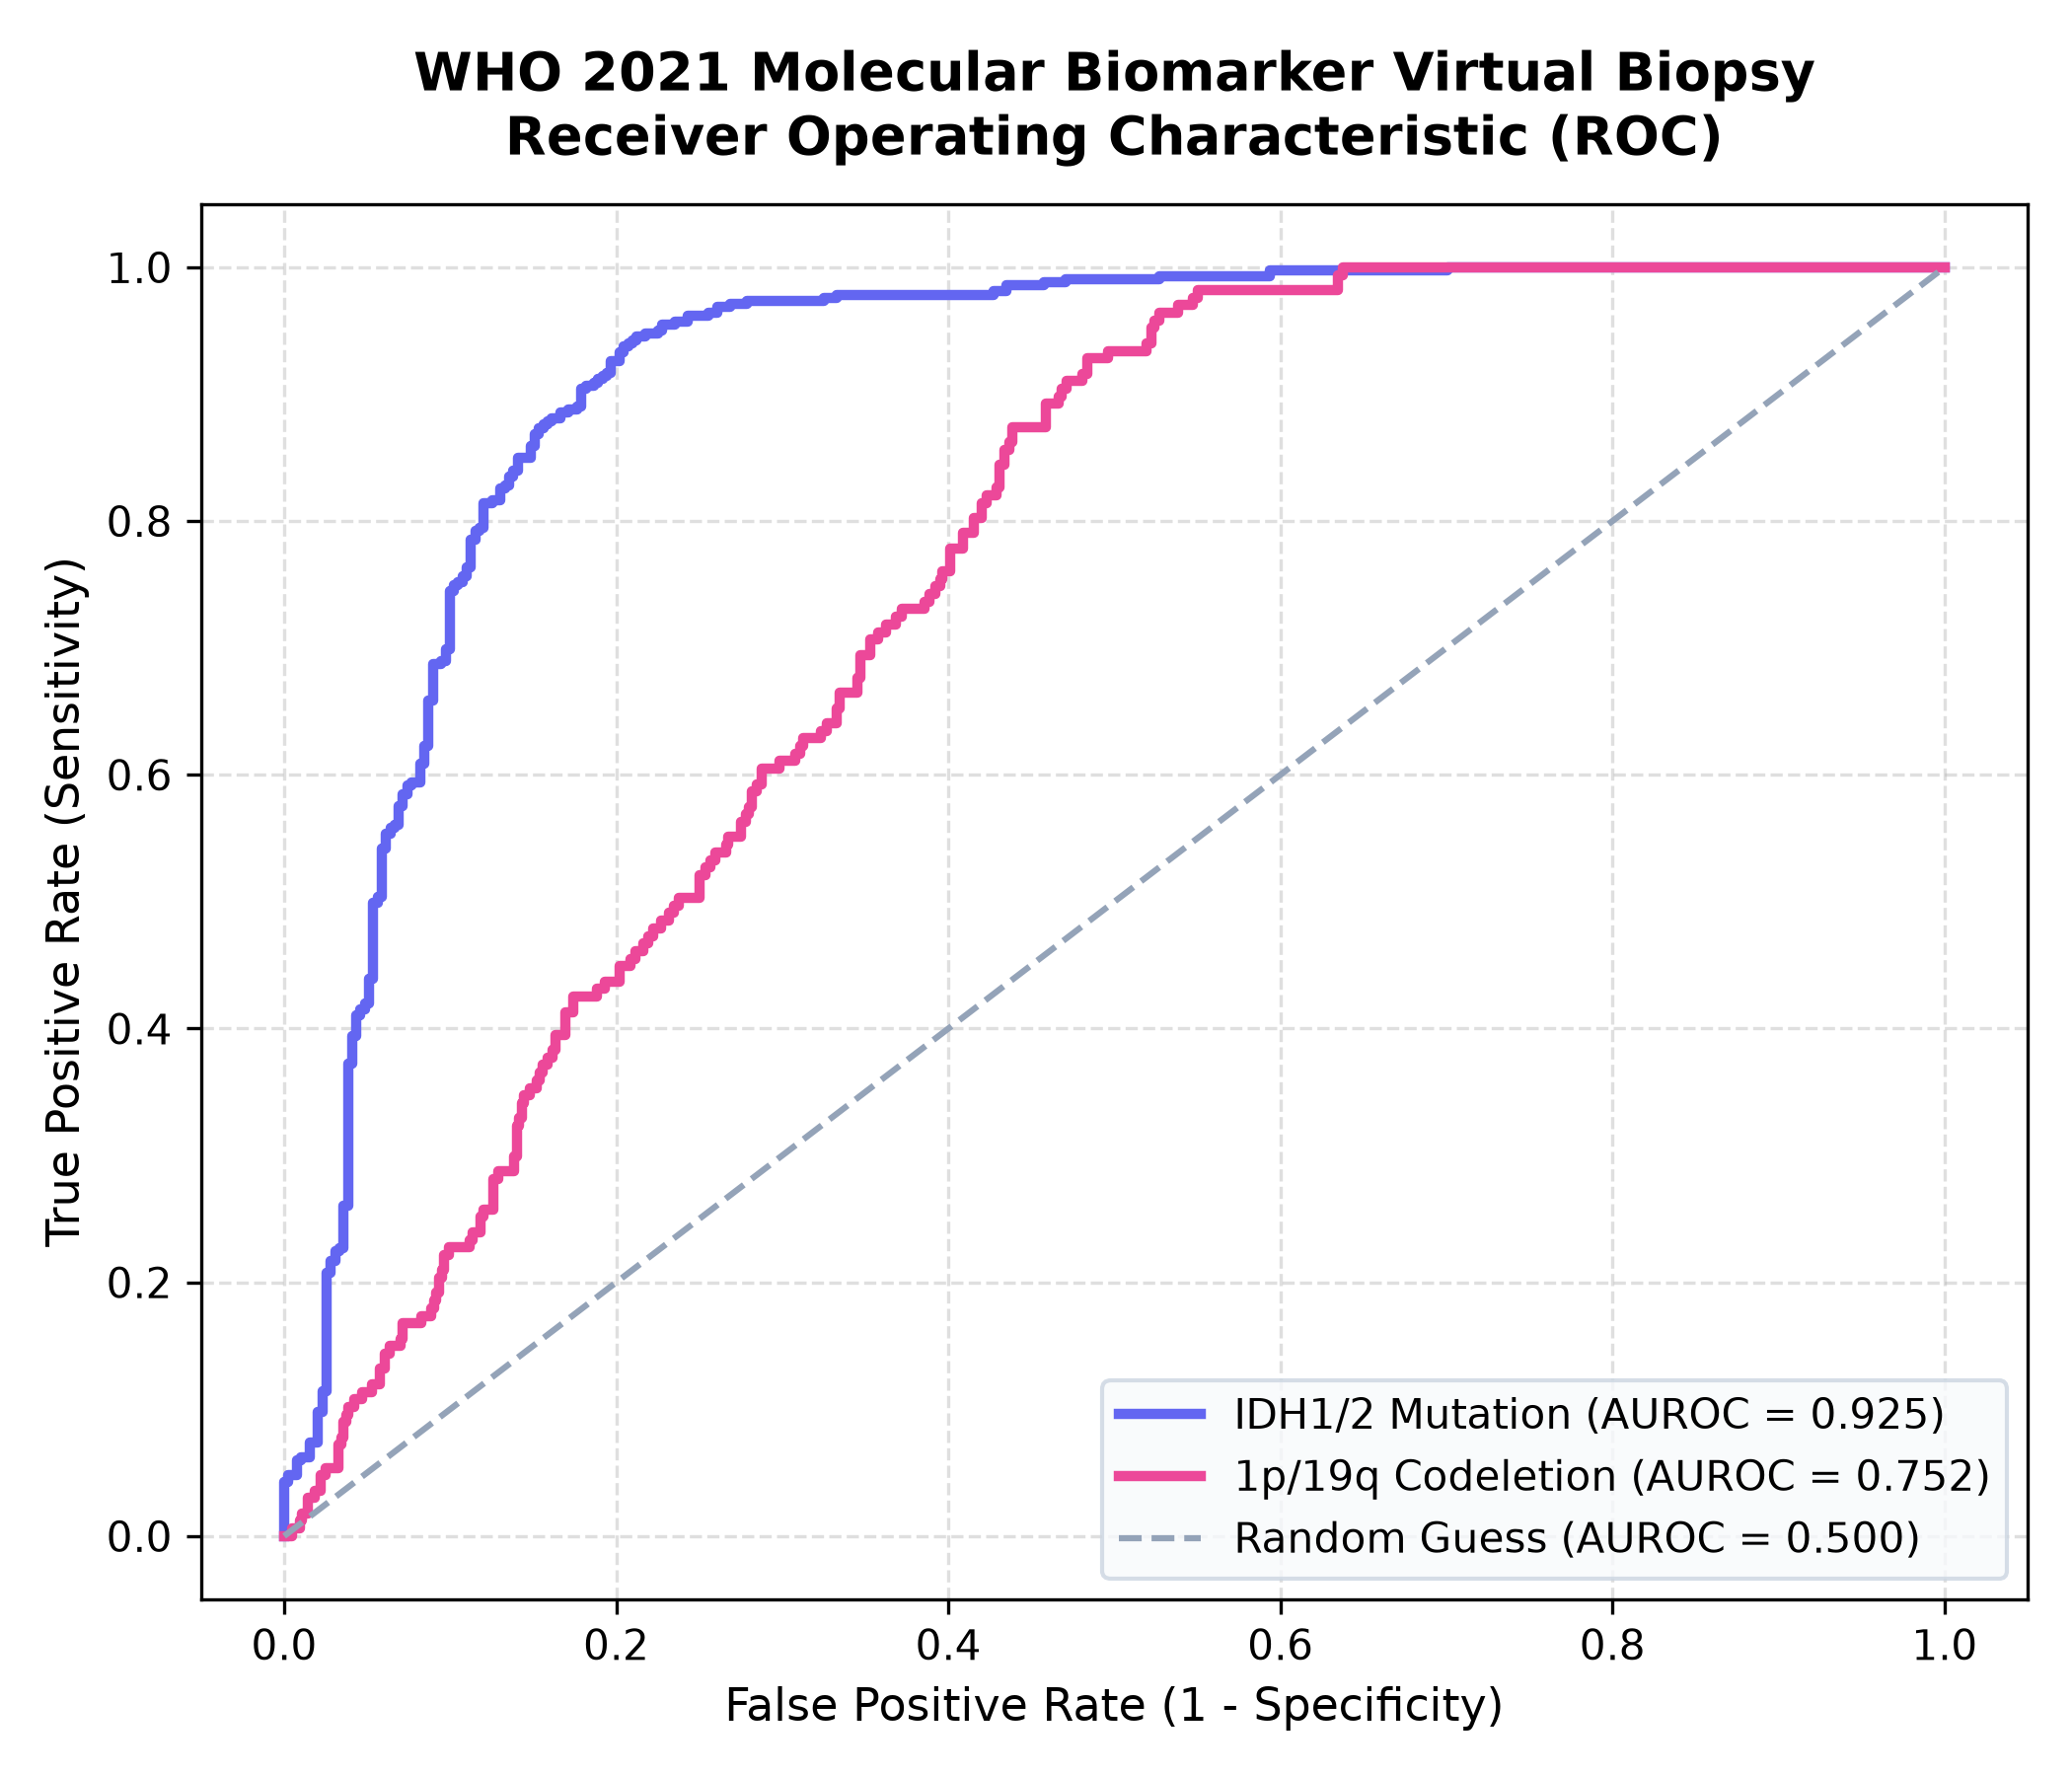 WHO 2021 Molecular Biomarker Virtual Biopsy
Receiver Operating Characteristic (ROC)
True Positive Rate (Sensitivity)
1.0
0.8
0.6
0.4
0.2
0.0
IDH1/2 Mutation (AUROC = 0.925)
1p/19q Codeletion (AUROC = 0.752)
Random Guess (AUROC = 0.500)
0.0 0.2 0.4 0.6 0.8 1.0
False Positive Rate (1 - Specificity)